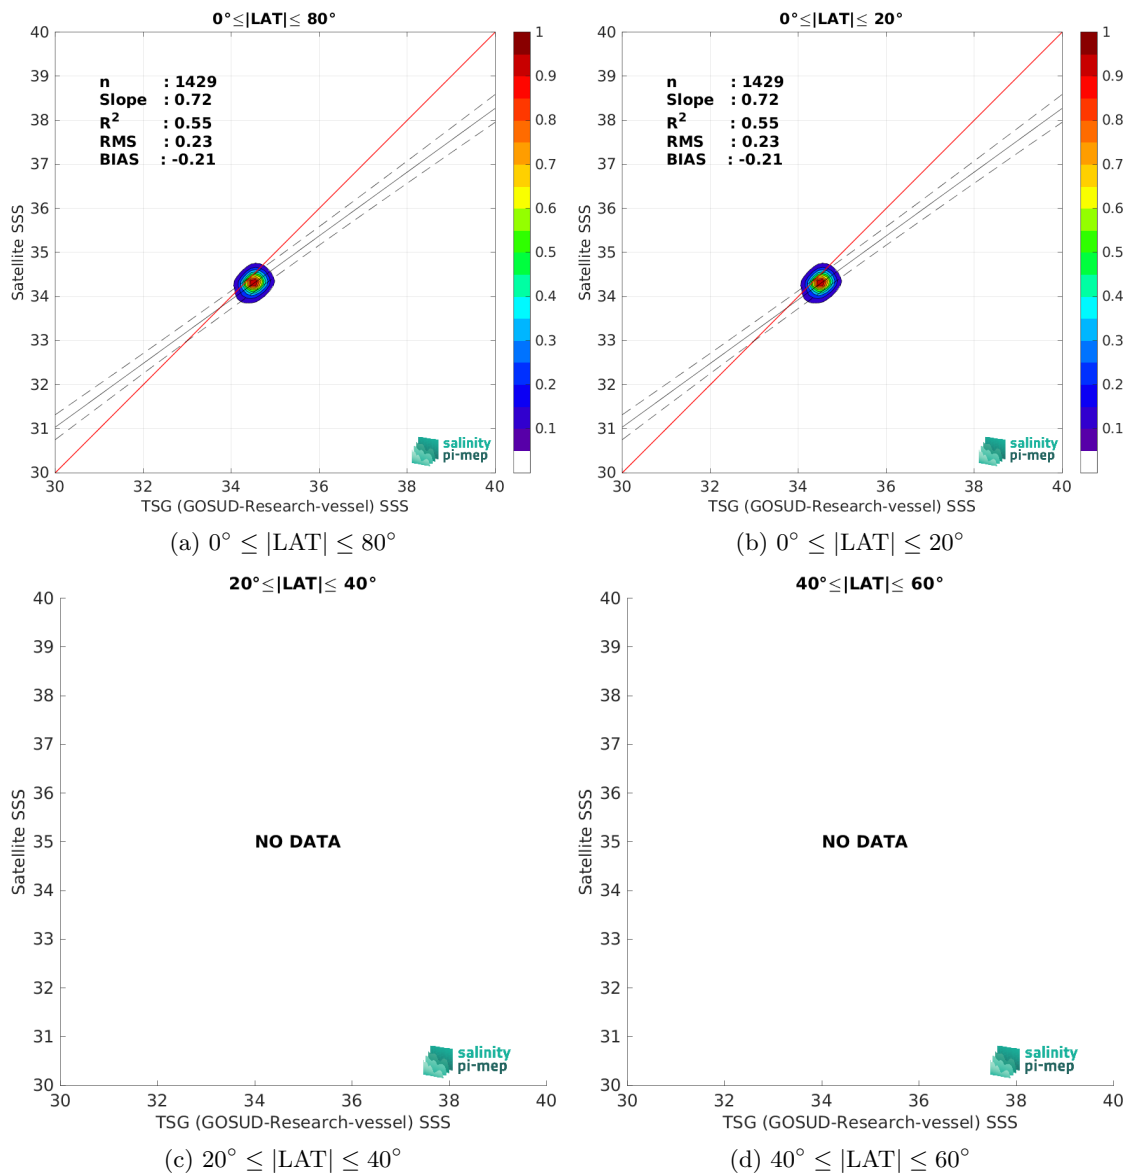 0°≤|LAT|≤ 80°
40
39
38
37
36
35
34
33
32
31
30
Satellite SSS
n : 1429
Slope : 0.72
R² : 0.55
RMS : 0.23
BIAS : -0.21
salinity
pi-mep
30
32
34
36
38
40
TSG (GOSUD-Research-vessel) SSS
1
0.9
0.8
0.7
0.6
0.5
0.4
0.3
0.2
0.1
(a) 0° ≤ |LAT| ≤ 80°
0°≤|LAT|≤ 20°
40
39
38
37
36
35
34
33
32
31
30
Satellite SSS
n : 1429
Slope : 0.72
R² : 0.55
RMS : 0.23
BIAS : -0.21
salinity
pi-mep
30
32
34
36
38
40
TSG (GOSUD-Research-vessel) SSS
1
0.9
0.8
0.7
0.6
0.5
0.4
0.3
0.2
0.1
(b) 0° ≤ |LAT| ≤ 20°
20°≤|LAT|≤ 40°
40
39
38
37
36
35
34
33
32
31
30
Satellite SSS
NO DATA
salinity
pi-mep
30
32
34
36
38
40
TSG (GOSUD-Research-vessel) SSS
(c) 20° ≤ |LAT| ≤ 40°
40°≤|LAT|≤ 60°
40
39
38
37
36
35
34
33
32
31
30
Satellite SSS
NO DATA
salinity
pi-mep
30
32
34
36
38
40
TSG (GOSUD-Research-vessel) SSS
(d) 40° ≤ |LAT| ≤ 60°